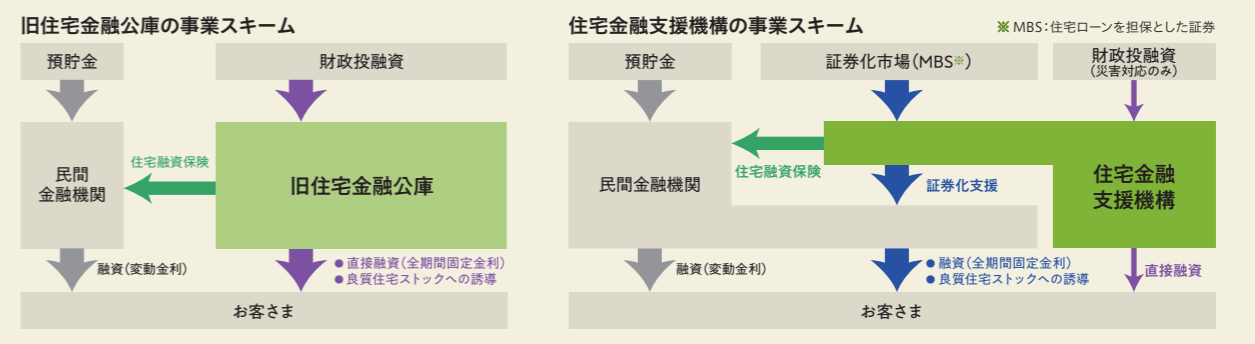 旧住宅金融公庫の事業スキーム
預貯金
財政投融資
民間
金融機関
住宅融資保険
旧住宅金融公庫
融資(変動金利)
●直接融資(全期間固定金利)
●良質住宅ストックへの誘導
お客さま
住宅金融支援機構の事業スキーム
※ MBS:住宅ローンを担保とした証券
預貯金
証券化市場(MBS※)
財政投融資
(災害対応のみ)
民間金融機関
住宅融資保険
証券化支援
住宅金融
支援機構
融資(変動金利)
●融資(全期間固定金利)
●良質住宅ストックへの誘導
直接融資
お客さま